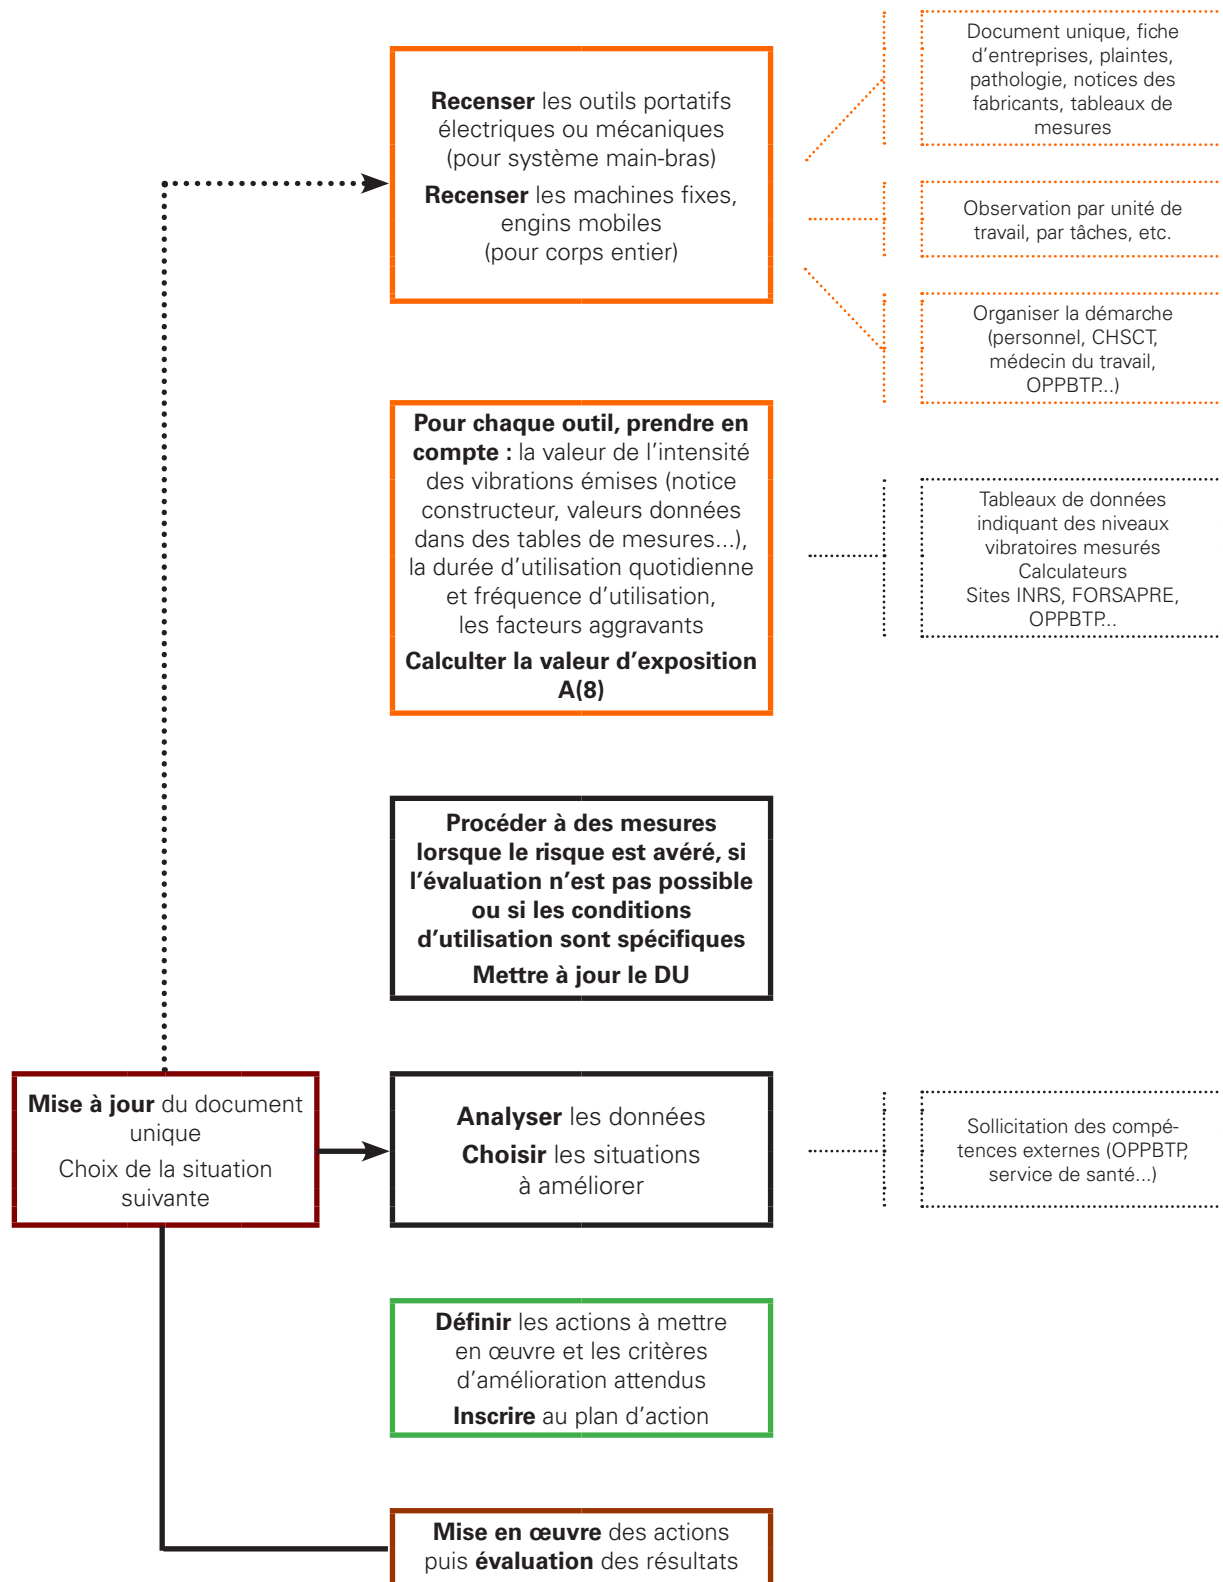 Document unique, fiche
d’entreprises, plaintes,
pathologie, notices des
fabricants, tableaux de
mesures
Recenser les outils portatifs
électriques ou mécaniques
(pour système main-bras)
Recenser les machines fixes,
engins mobiles
(pour corps entier)
Observation par unité de
travail, par tâches, etc.
Organiser la démarche
(personnel, CHSCT,
médecin du travail,
OPPBTP...)
Pour chaque outil, prendre en
compte : la valeur de l’intensité
des vibrations émises (notice
constructeur, valeurs données
dans des tables de mesures...),
la durée d’utilisation quotidienne
et fréquence d’utilisation,
les facteurs aggravants
Calculter la valeur d’exposition
A(8)
Tableaux de données
indiquant des niveaux
vibratoires mesurés
Calculateurs
Sites INRS, FORSAPRE,
OPPBTP...
Procéder à des mesures
lorsque le risque est avéré, si
l’évaluation n’est pas possible
ou si les conditions
d’utilisation sont spécifiques
Mettre à jour le DU
Mise à jour du document
unique
Choix de la situation
suivante
Analyser les données
Choisir les situations
à améliorer
Sollicitation des compé-
tences externes (OPPBTP,
service de santé...)
Définir les actions à mettre
en œuvre et les critères
d’amélioration attendus
Inscrire au plan d’action
Mise en œuvre des actions
puis évaluation des résultats